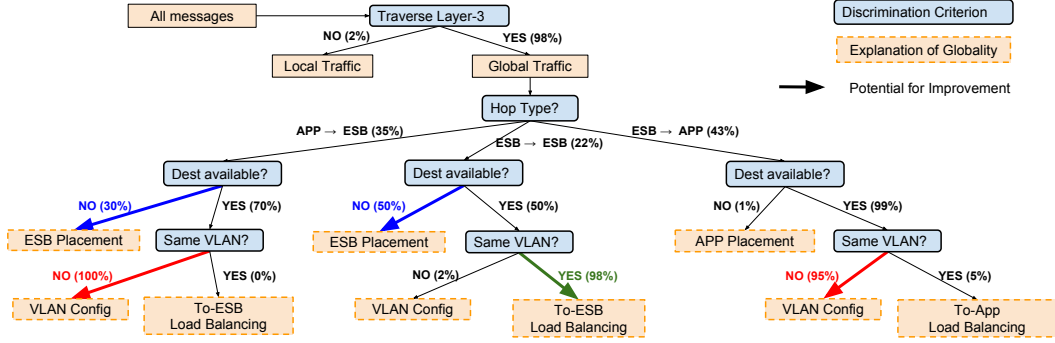 All messages
Traverse Layer-3
Discrimination Criterion
NO (2%)
YES (98%)
Explanation of Globality
Local Traffic
Global Traffic
Potential for Improvement
Hop Type?
APP → ESB (35%)
ESB → ESB (22%)
ESB → APP (43%)
Dest available?
Dest available?
Dest available?
NO (30%)
YES (70%)
NO (50%)
YES (50%)
NO (1%)
YES (99%)
ESB Placement
Same VLAN?
ESB Placement
Same VLAN?
APP Placement
Same VLAN?
NO (100%)
YES (0%)
NO (2%)
YES (98%)
NO (95%)
YES (5%)
VLAN Config
To-ESB
Load Balancing
VLAN Config
To-ESB
Load Balancing
VLAN Config
To-App
Load Balancing